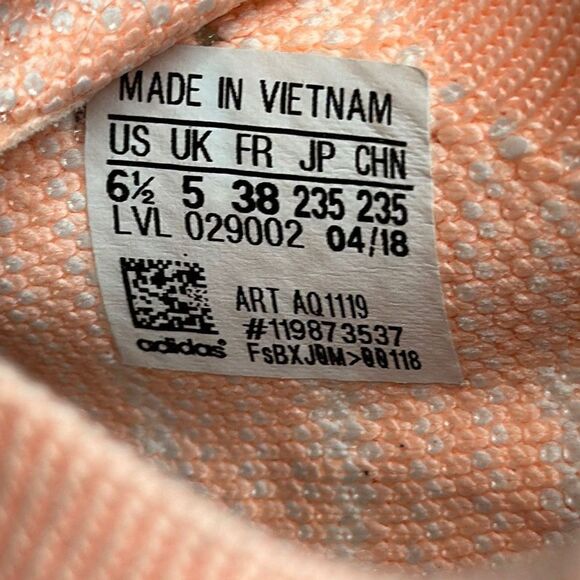 MADE IN VIETNAM
US UK FR JP CHN
6½ 5 38 235 235
LVL 029002 04/18
ART AQ1119
#119873537
adidas FsBXJ0M>00118